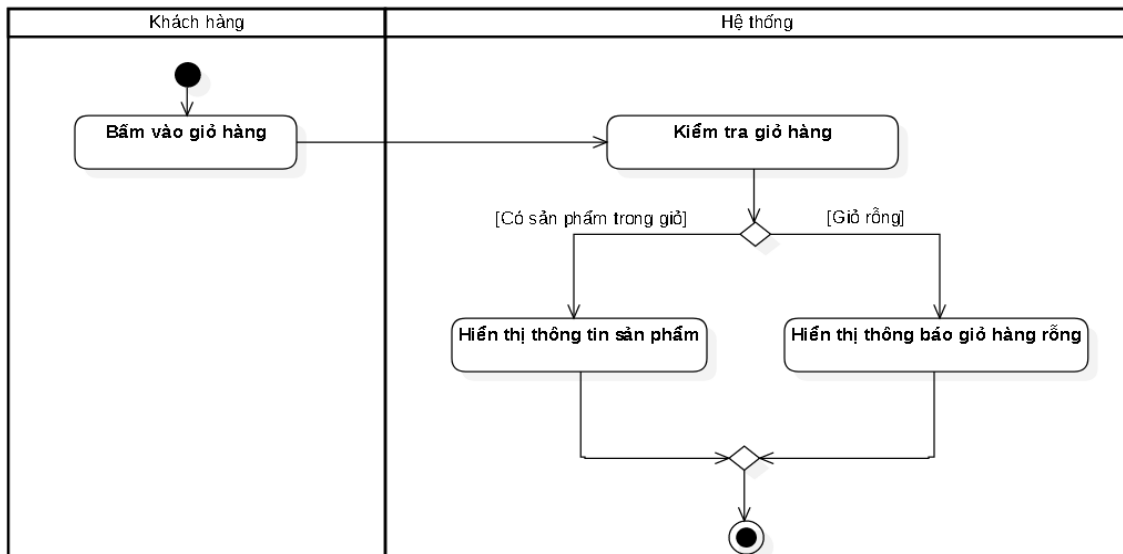 Khách hàng
Hệ thống
Bấm vào giỏ hàng
Kiểm tra giỏ hàng
[Có sản phẩm trong giỏ]
[Giỏ rỗng]
Hiển thị thông tin sản phẩm
Hiển thị thông báo giỏ hàng rỗng